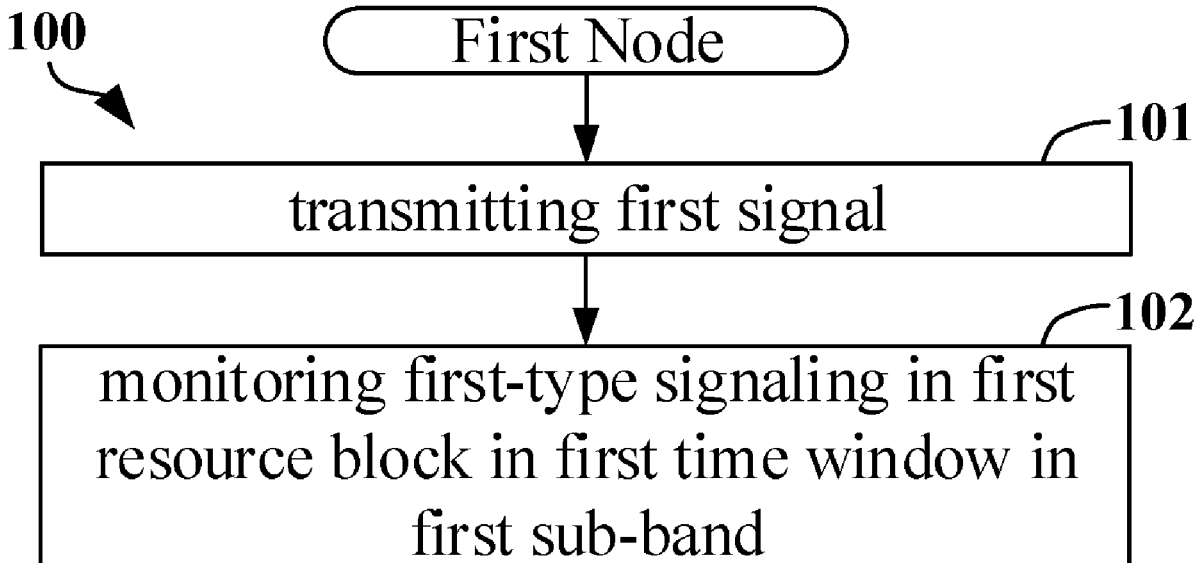 100
First Node
101
transmitting first signal
102
monitoring first-type signaling in first
resource block in first time window in
first sub-band